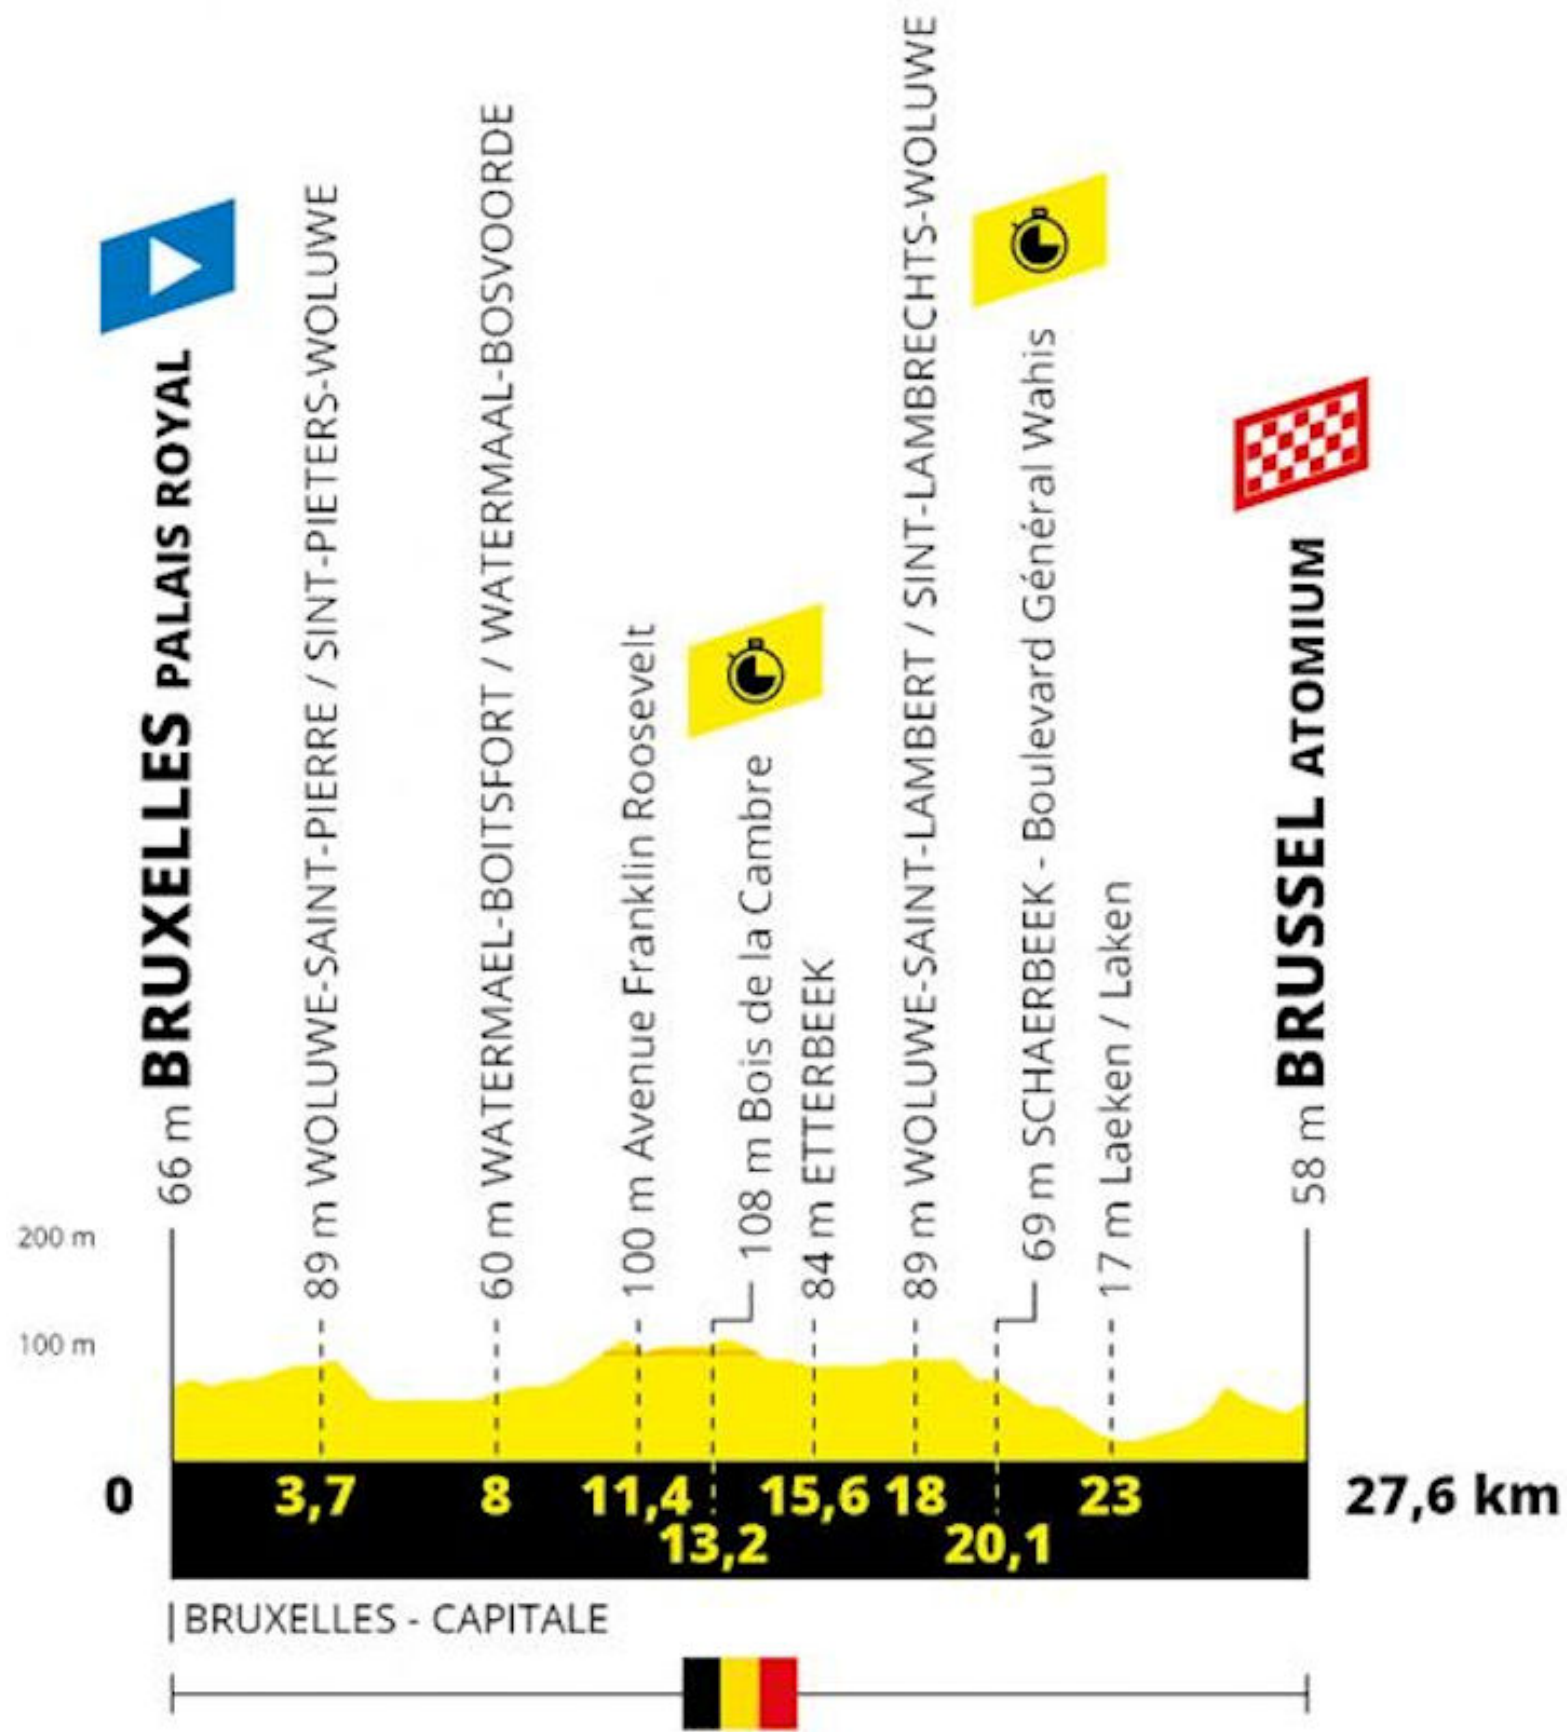 66 m BRUXELLES PALAIS ROYAL
89 m WOLUWE-SAINT-PIERRE / SINT-PIETERS-WOLUWE
60 m WATERMAEL-BOITSFORT / WATERMAAL-BOSVOORDE
100 m Avenue Franklin Roosevelt
108 m Bois de la Cambre
84 m ETTERBEEK
89 m WOLUWE-SAINT-LAMBERT / SINT-LAMBRECHTS-WOLUWE
69 m SCHAERBEEK - Boulevard Général Wahis
17 m Laeken / Laken
58 m BRUSSEL ATOMIUM
200 m
100 m
0 3,7 8 11,4 15,6 18 23 27,6 km
13,2 20,1
BRUXELLES - CAPITALE